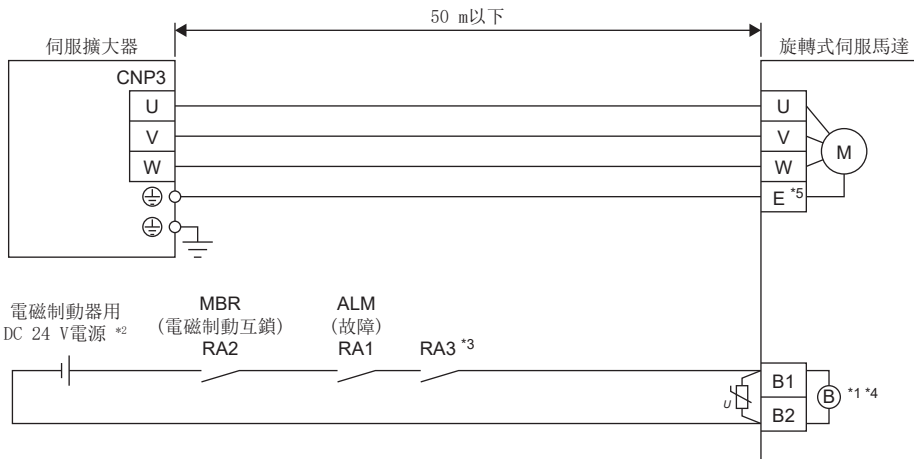 50 m以下
伺服擴大器
旋轉式伺服馬達
CNP3
U
U
V
V
W
W
M
E *5
電磁制動器用
DC 24 V電源 *2
MBR
(電磁制動互鎖)
RA2
ALM
(故障)
RA1
RA3 *3
U
B1
B2
B
*1 *4